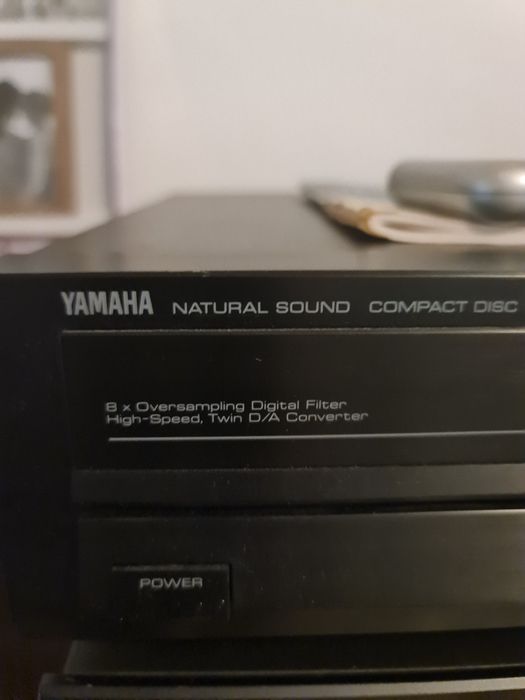 YAMAHA NATURAL SOUND COMPACT DISC
8 x Oversampling Digital Filter
High-Speed, Twin D/A Converter
POWER